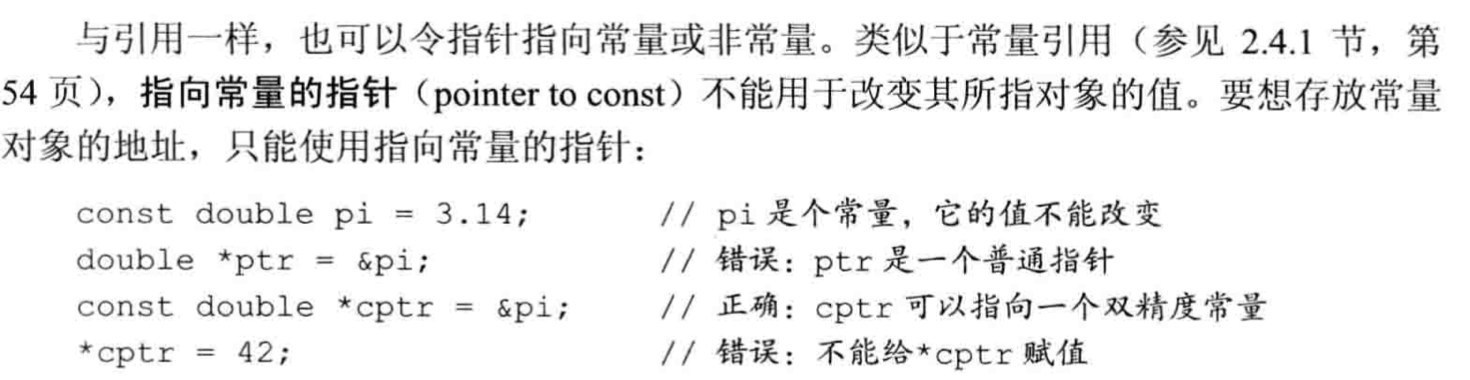 与引用一样，也可以令指针指向常量或非常量。类似于常量引用（参见 2.4.1 节，第
54 页），指向常量的指针（pointer to const）不能用于改变其所指对象的值。要想存放常量
对象的地址，只能使用指向常量的指针：
const double pi = 3.14; // pi 是个常量，它的值不能改变
double *ptr = &pi; // 错误：ptr 是一个普通指针
const double *cptr = &pi; // 正确：cptr 可以指向一个双精度常量
*cptr = 42; // 错误：不能给*cptr 赋值